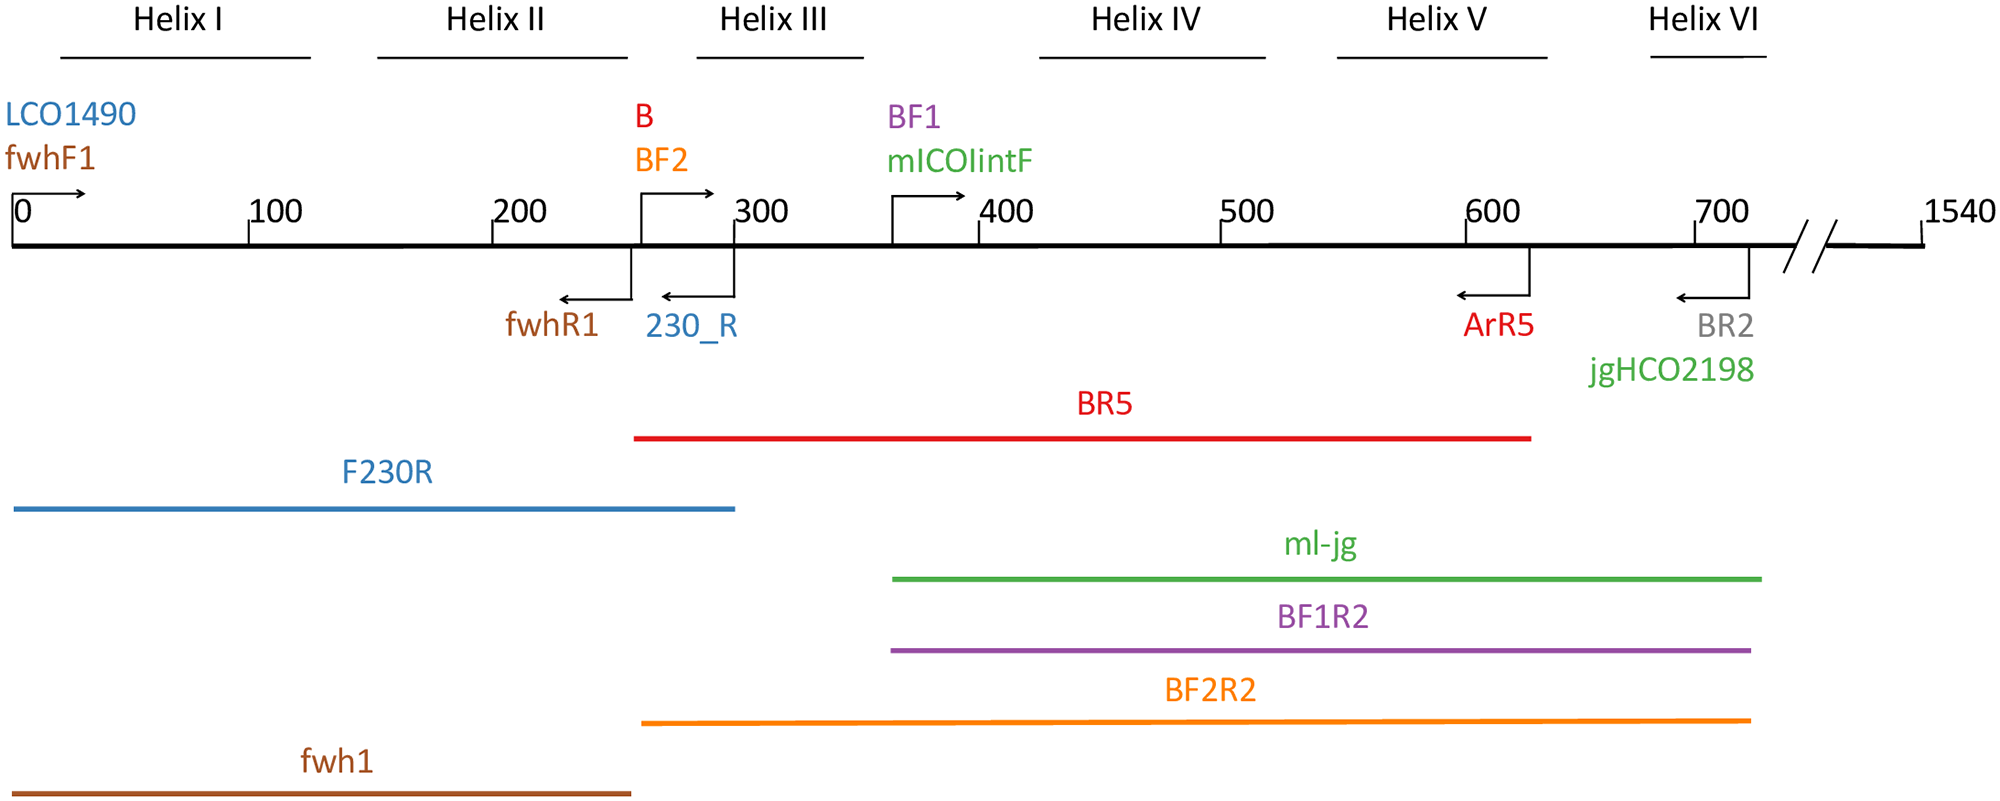 Helix I Helix II Helix III Helix IV Helix V Helix VI
LCO1490 B BF1
fwhF1 BF2 mlCOIintF
0 100 200 300 400 500 600 700 1540
fwhR1 230_R ArR5 BR2
jgHCO2198
BR5
F230R
ml-jg
BF1R2
BF2R2
fwh1